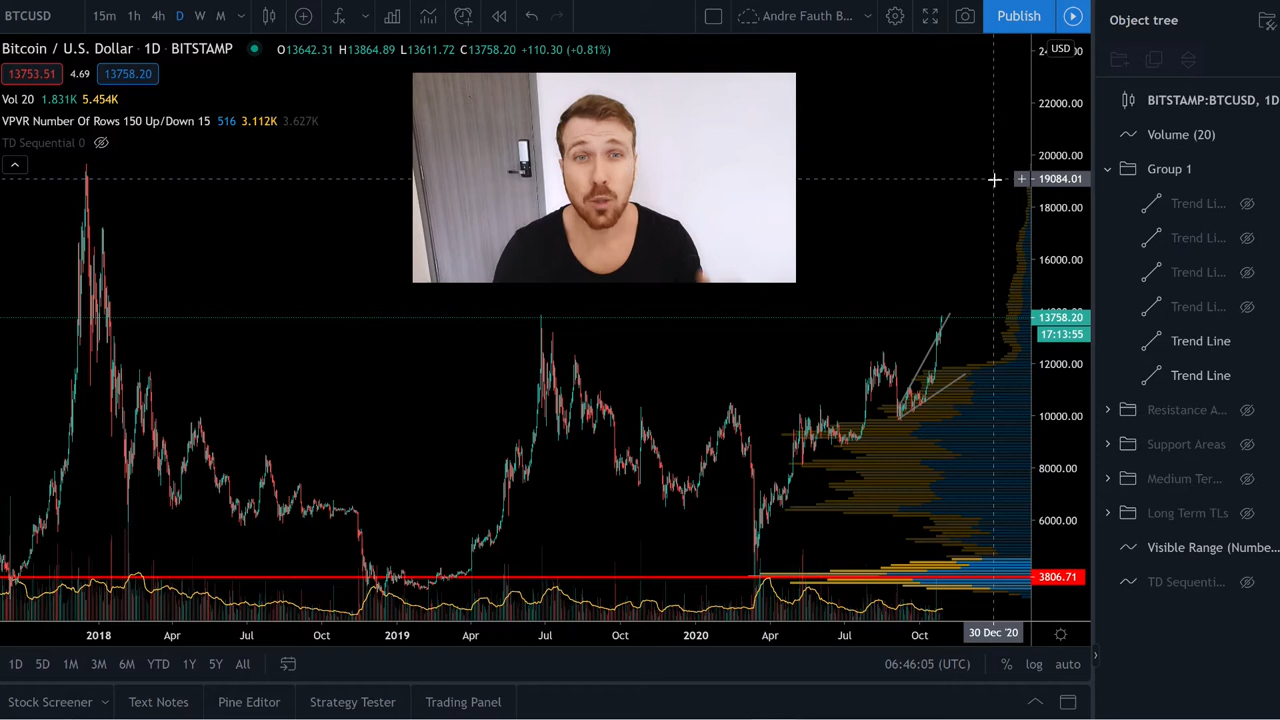 BTCUSD 15m 1h 4h D W M Andre Fauth B... Publish Object tree
Bitcoin / U.S. Dollar · 1D · BITSTAMP O13642.31 H13864.89 L13611.72 C13758.20 +110.30 (+0.81%)
USD
13753.51 4.69 13758.20
Vol 20 1.831K 5.454K
VPVR Number Of Rows 150 Up/Down 15 516 3.112K 3.627K
TD Sequential 0
22000.00
20000.00
19084.01
18000.00
16000.00
13758.20
17:13:55
12000.00
10000.00
8000.00
6000.00
3806.71
BITSTAMP:BTCUSD, 1D
Volume (20)
Group 1
Trend Li...
Trend Li...
Trend Li...
Trend Li...
Trend Line
Trend Line
Resistance A...
Support Areas
Medium Ter...
Long Term TLs
Visible Range (Numbe...
TD Sequenti...
2018 Apr Jul Oct 2019 Apr Jul Oct 2020 Apr Jul Oct 30 Dec '20
1D 5D 1M 3M 6M YTD 1Y 5Y All 06:46:05 (UTC) % log auto
Stock Screener Text Notes Pine Editor Strategy Tester Trading Panel